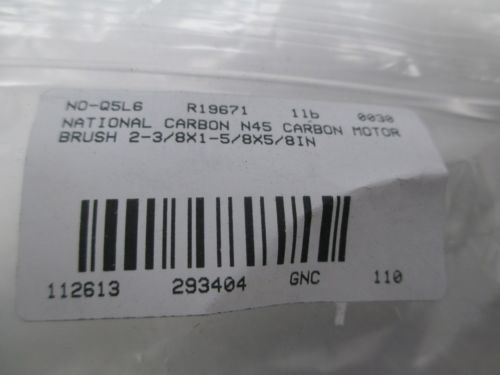 NO-Q5L6 R19671 1lb 0030
NATIONAL CARBON N45 CARBON MOTOR
BRUSH 2-3/8X1-5/8X5/8IN
112613 293404 GNC 110